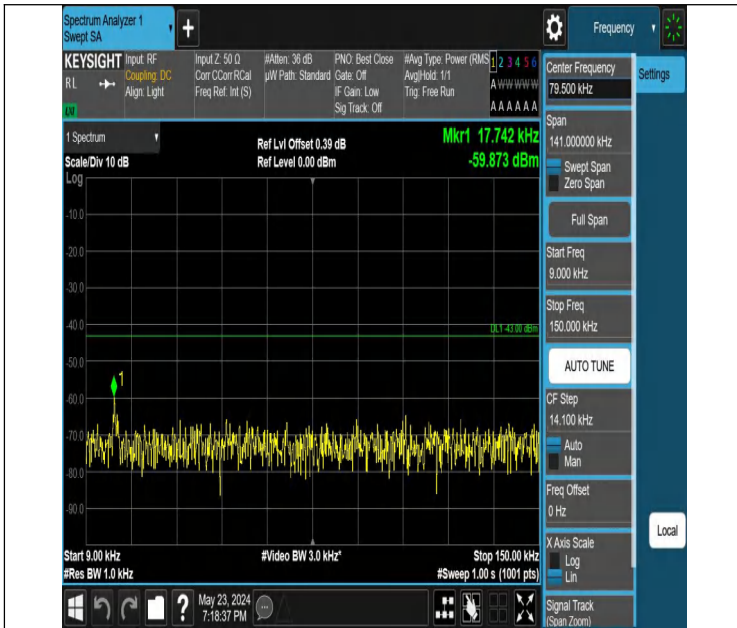 Spectrum Analyzer 1
Swept SA
+
Frequency
KEYSIGHT
RL
LXI
Input: RF
Coupling: DC
Align: Light
Input Z: 50 Ω
Corr CCorr RCal
Freq Ref: Int (S)
#Atten: 36 dB
µW Path: Standard
PNO: Best Close
Gate: Off
IF Gain: Low
Sig Track: Off
#Avg Type: Power (RMS
Avg|Hold: 1/1
Trig: Free Run
1 2 3 4 5 6
A W W W W W
A A A A A A
1 Spectrum
Scale/Div 10 dB
Log
Ref Lvl Offset 0.39 dB
Ref Level 0.00 dBm
Mkr1 17.742 kHz
-59.873 dBm
-10.0
-20.0
-30.0
-40.0
DL1 -43.00 dBm
-50.0
1
-60.0
-70.0
-80.0
-90.0
Start 9.00 kHz
#Res BW 1.0 kHz
#Video BW 3.0 kHz*
Stop 150.00 kHz
#Sweep 1.00 s (1001 pts)
?
May 23, 2024
7:18:37 PM
Center Frequency
79.500 kHz
Settings
Span
141.000000 kHz
Swept Span
Zero Span
Full Span
Start Freq
9.000 kHz
Stop Freq
150.000 kHz
AUTO TUNE
CF Step
14.100 kHz
Auto
Man
Freq Offset
0 Hz
X Axis Scale
Log
Lin
Local
Signal Track
(Span Zoom)